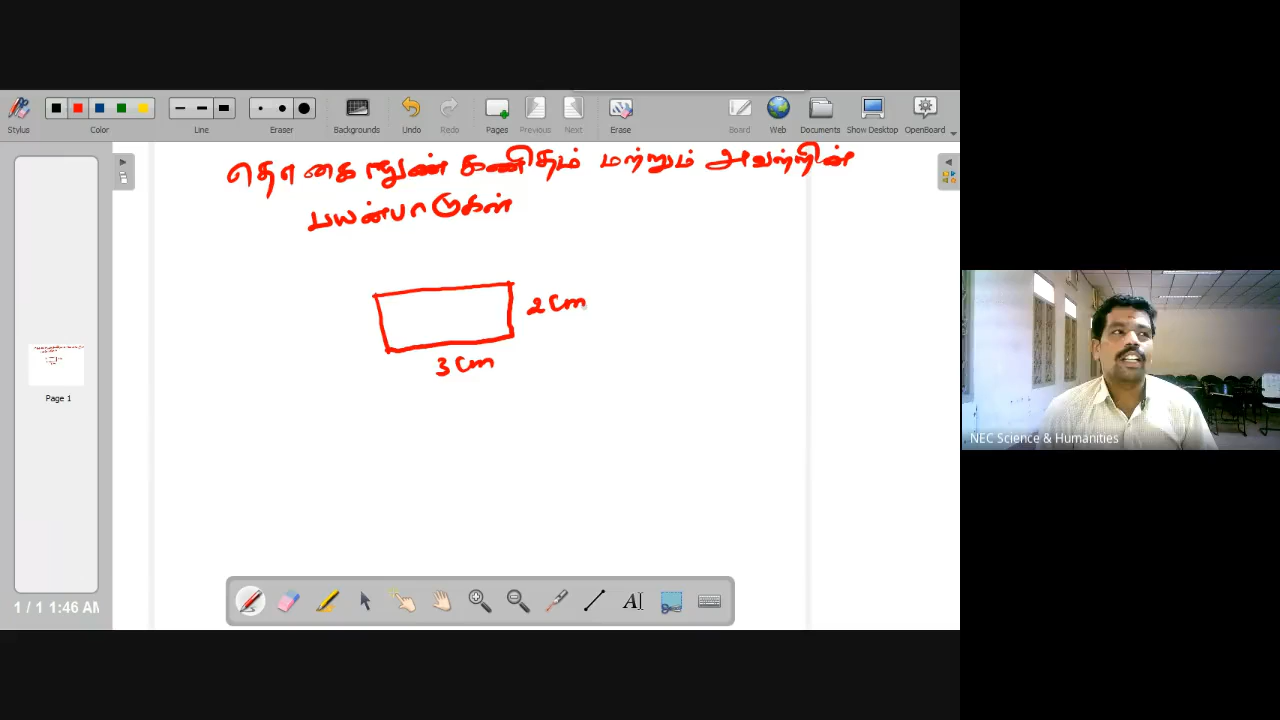 Stylus Color Line Eraser Backgrounds Undo Redo Pages Previous Next Erase Board Web Documents Show Desktop OpenBoard
தொகை நுண் கணிதம் மற்றும் அவற்றின்
பயன்பாடுகள்
2 cm
3 cm
Page 1
NEC Science & Humanities
1 / 1 1:46 AM